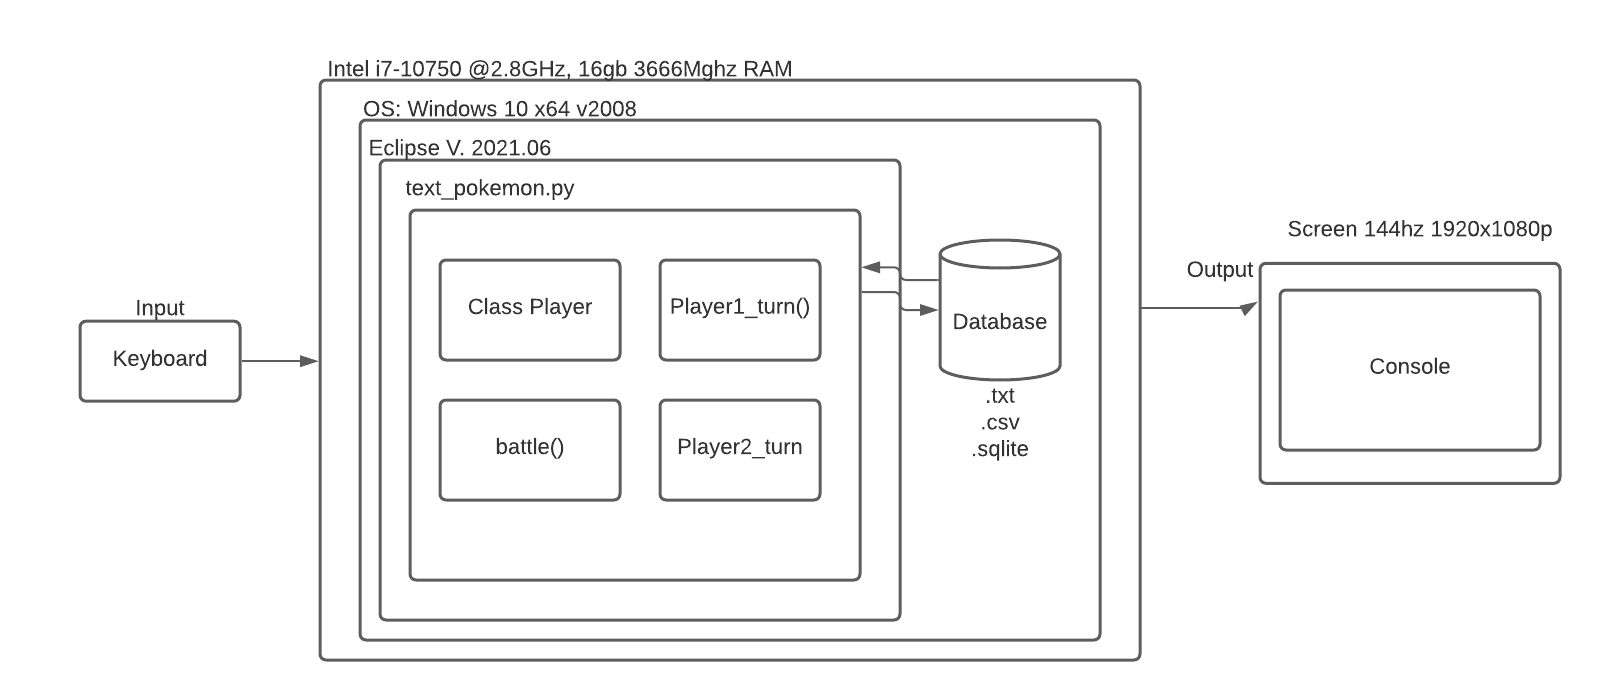 Intel i7-10750 @2.8GHz, 16gb 3666Mghz RAM
OS: Windows 10 x64 v2008
Eclipse V. 2021.06
text_pokemon.py
Class Player
Player1_turn()
battle()
Player2_turn
Database
.txt
.csv
.sqlite
Input
Keyboard
Screen 144hz 1920x1080p
Output
Console